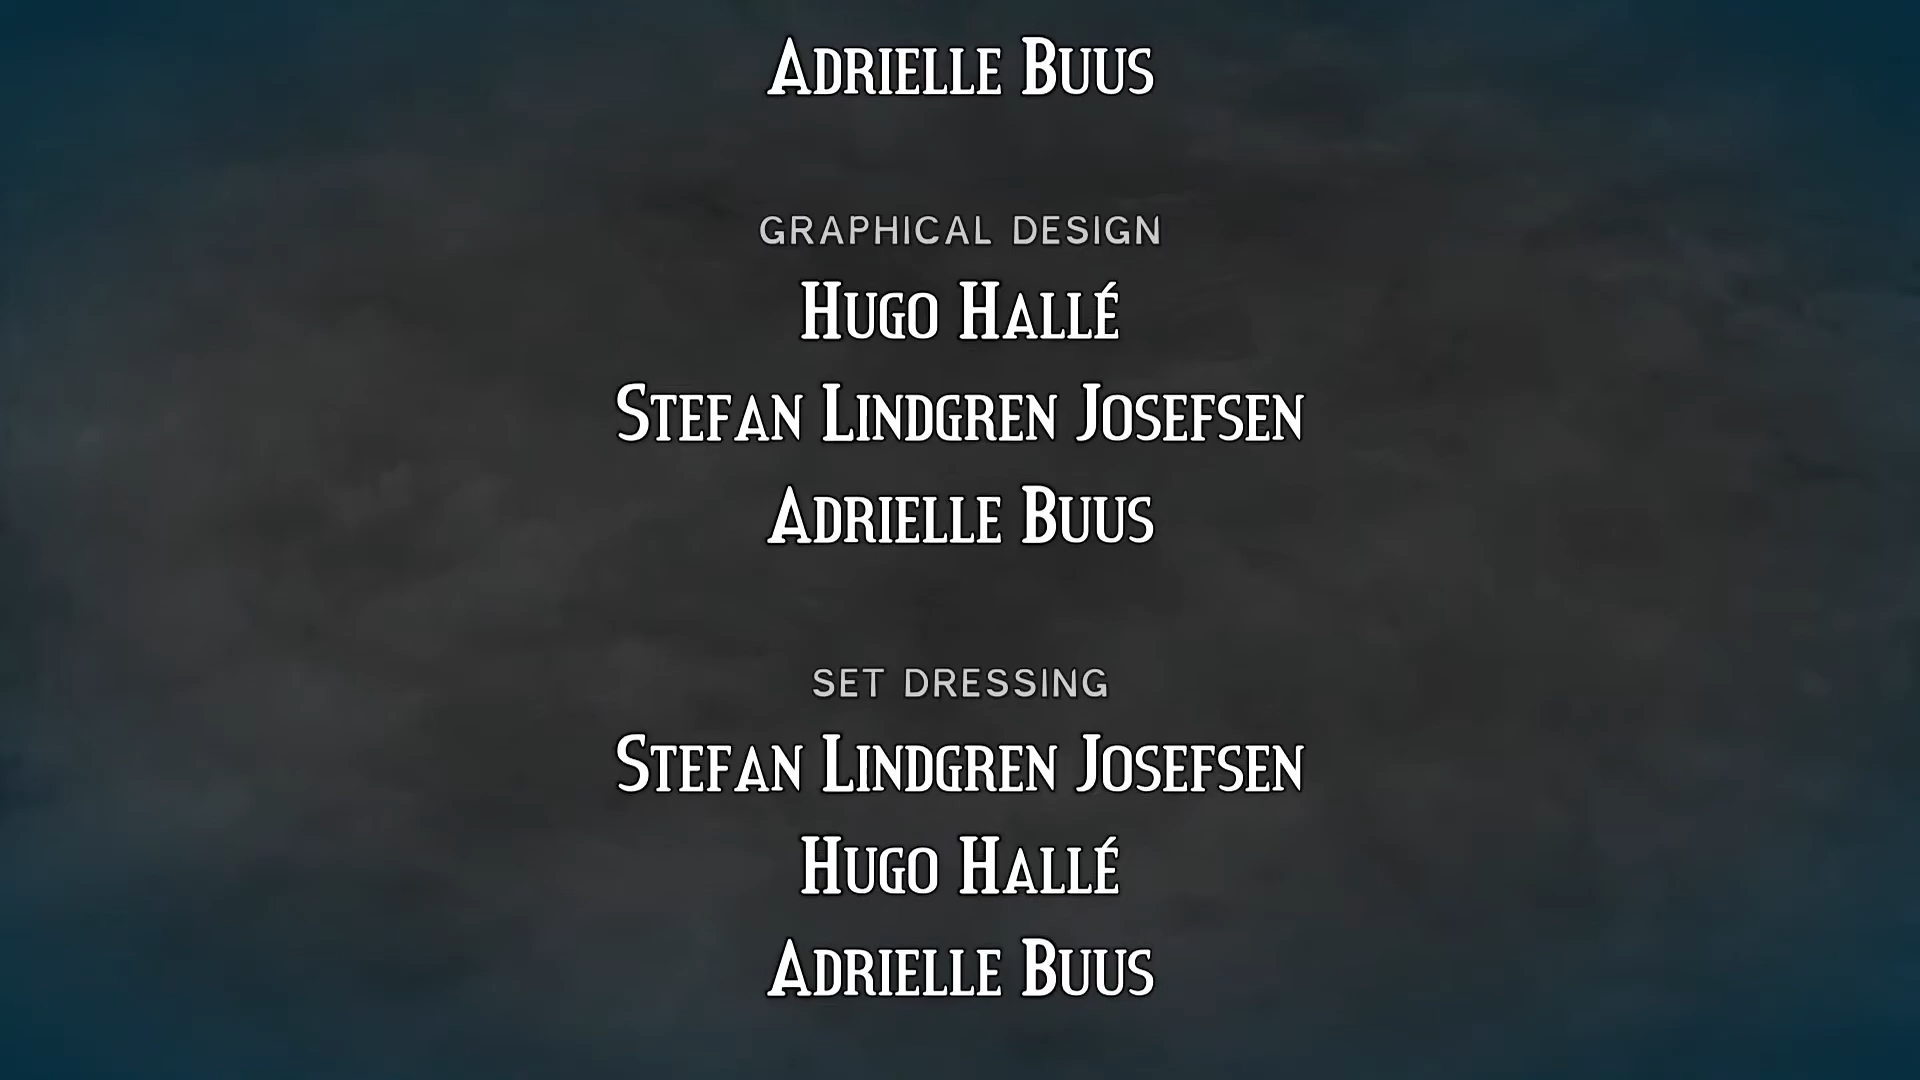 Adrielle Buus
GRAPHICAL DESIGN
Hugo Hallé
Stefan Lindgren Josefsen
Adrielle Buus
SET DRESSING
Stefan Lindgren Josefsen
Hugo Hallé
Adrielle Buus